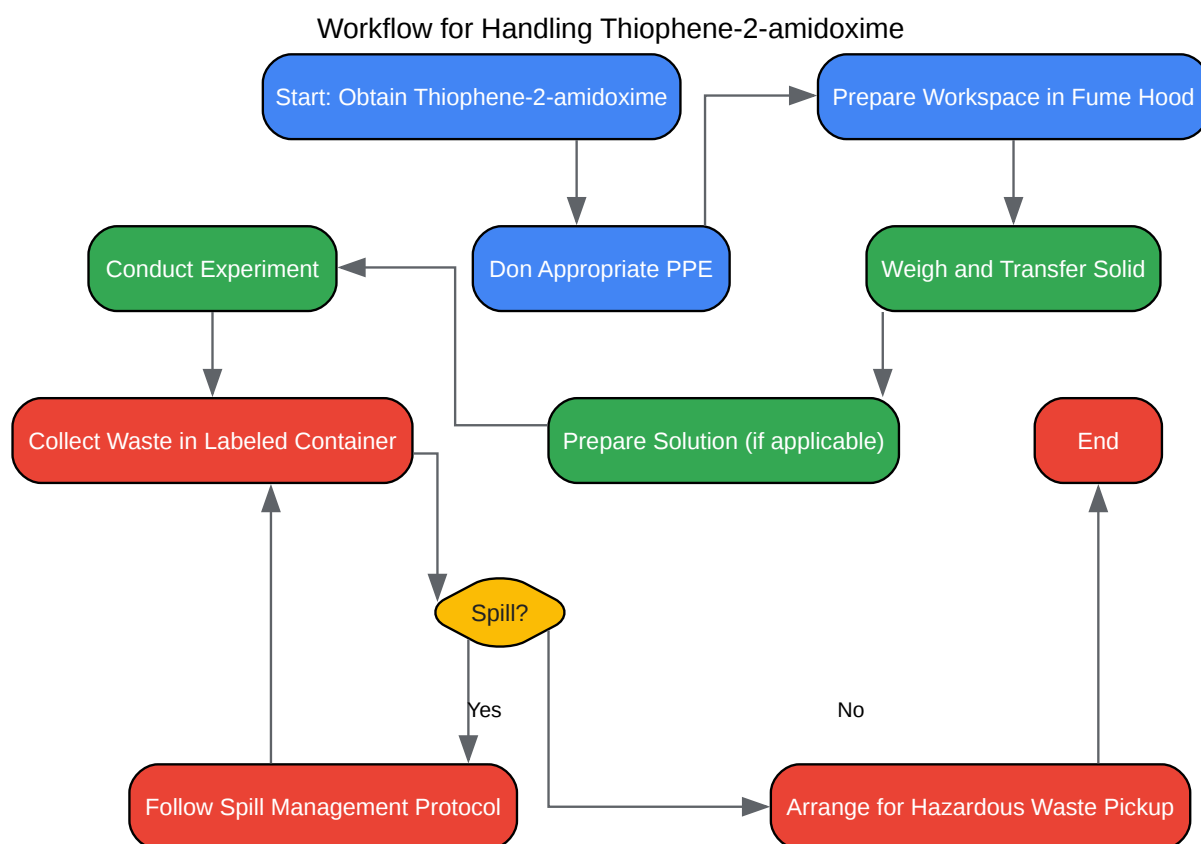 Workflow for Handling Thiophene-2-amidoxime
Start: Obtain Thiophene-2-amidoxime
Prepare Workspace in Fume Hood
Conduct Experiment
Don Appropriate PPE
Weigh and Transfer Solid
Collect Waste in Labeled Container
Prepare Solution (if applicable)
End
Spill?
Yes
No
Follow Spill Management Protocol
Arrange for Hazardous Waste Pickup